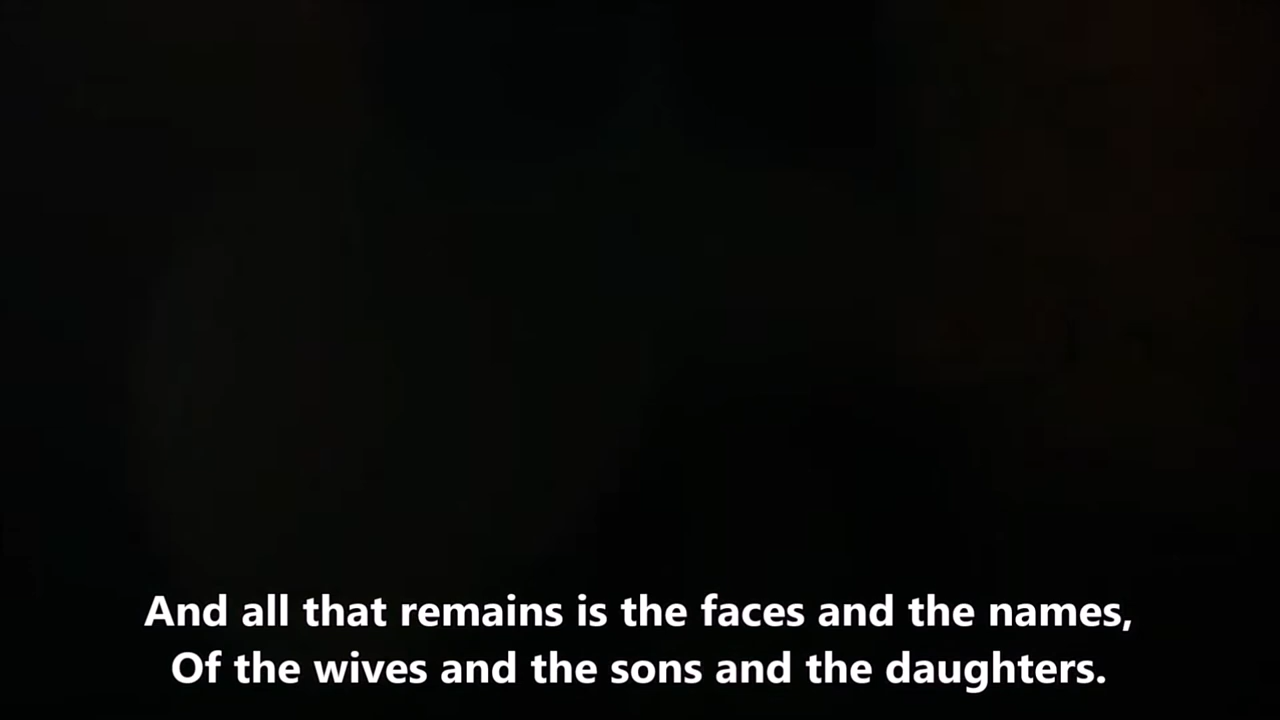 And all that remains is the faces and the names,
Of the wives and the sons and the daughters.